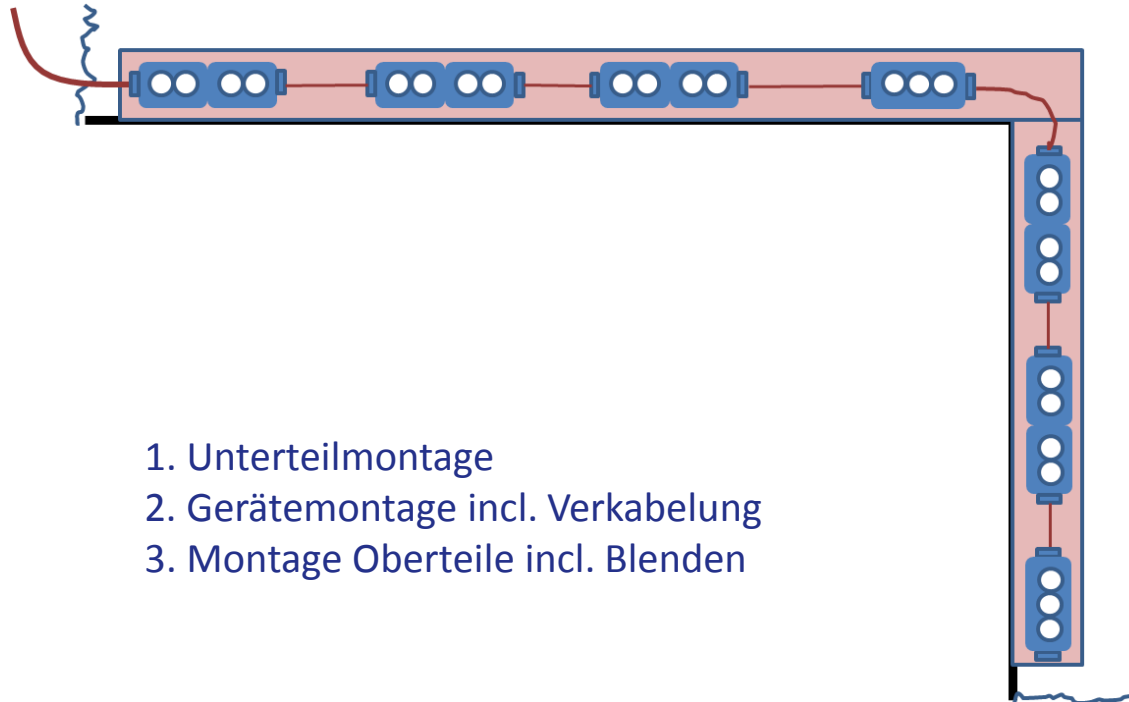 1. Unterteilmontage
2. Gerätemontage incl. Verkabelung
3. Montage Oberteile incl. Blenden